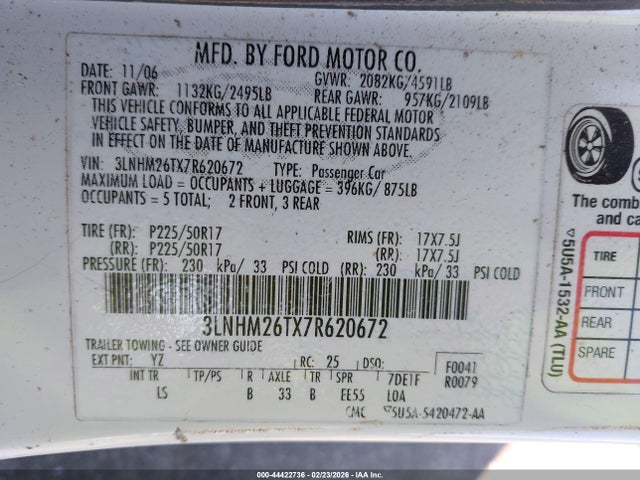 MFD. BY FORD MOTOR CO.
DATE: 11/06 GVWR: 2082KG/4591LB
FRONT GAWR: 1132KG/2495LB REAR GAWR: 957KG/2109LB
THIS VEHICLE CONFORMS TO ALL APPLICABLE FEDERAL MOTOR
VEHICLE SAFETY, BUMPER, AND THEFT PREVENTION STANDARDS
IN EFFECT ON THE DATE OF MANUFACTURE SHOWN ABOVE.
VIN: 3LNHM26TX7R620672 TYPE: Passenger Car
MAXIMUM LOAD = OCCUPANTS + LUGGAGE = 396KG/ 875LB
OCCUPANTS = 5 TOTAL; 2 FRONT, 3 REAR
TIRE (FR): P225/50R17 RIMS (FR): 17X7.5J
(RR): P225/50R17 (RR): 17X7.5J
PRESSURE (FR): 230 kPa/ 33 PSI COLD (RR): 230 kPa/ 33 PSI COLD
3LNHM26TX7R620672
TRAILER TOWING - SEE OWNER GUIDE
EXT PNT: YZ RC: 25 DSO: F0041
INT TR TP/PS R AXLE TR SPR 7DE1F R0079
LS B 33 B EE55 LOA
CMC 5U5A-5420472-AA
The comb
and ca
TIRE
FRONT
REAR
SPARE
5U5A-1532-AA (TLU)
000-44422736 - 02/23/2026 - IAA Inc.